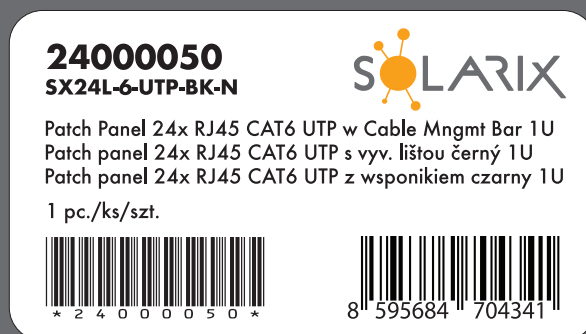 24000050
SX24L-6-UTP-BK-N
SOLARIX
Patch Panel 24x RJ45 CAT6 UTP w Cable Mngmt Bar 1U
Patch panel 24x RJ45 CAT6 UTP s vyv. lištou černý 1U
Patch panel 24x RJ45 CAT6 UTP z wsponikiem czarny 1U
1 pc./ks/szt.
*24000050*
8 595684 704341